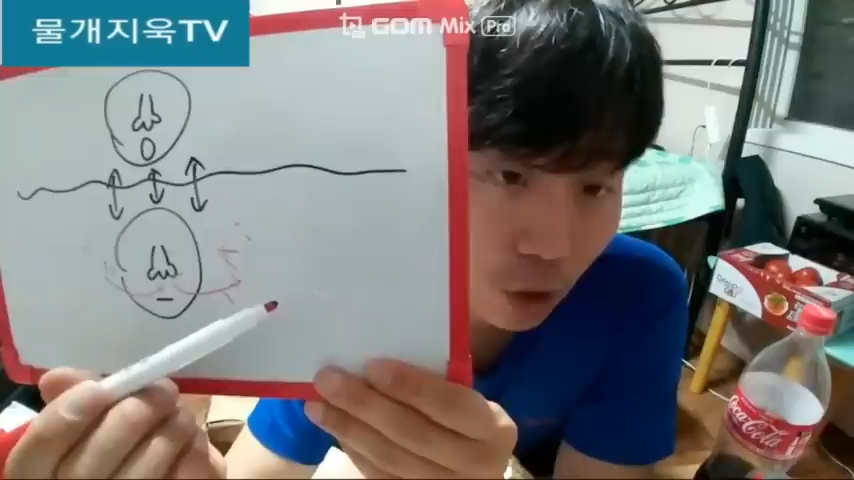 물개지욱TV
GOM Mix Pro
Coca-Cola